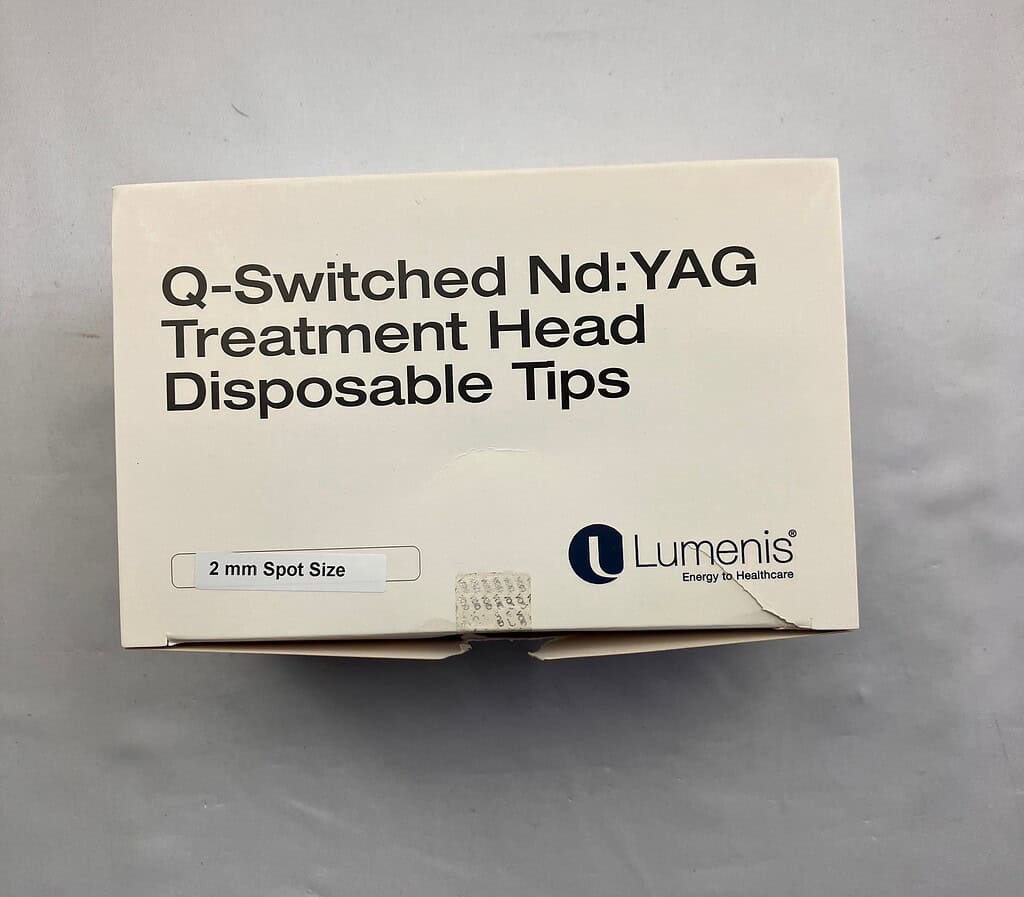 Q-Switched Nd:YAG
Treatment Head
Disposable Tips
2 mm Spot Size
Lumenis®
Energy to Healthcare